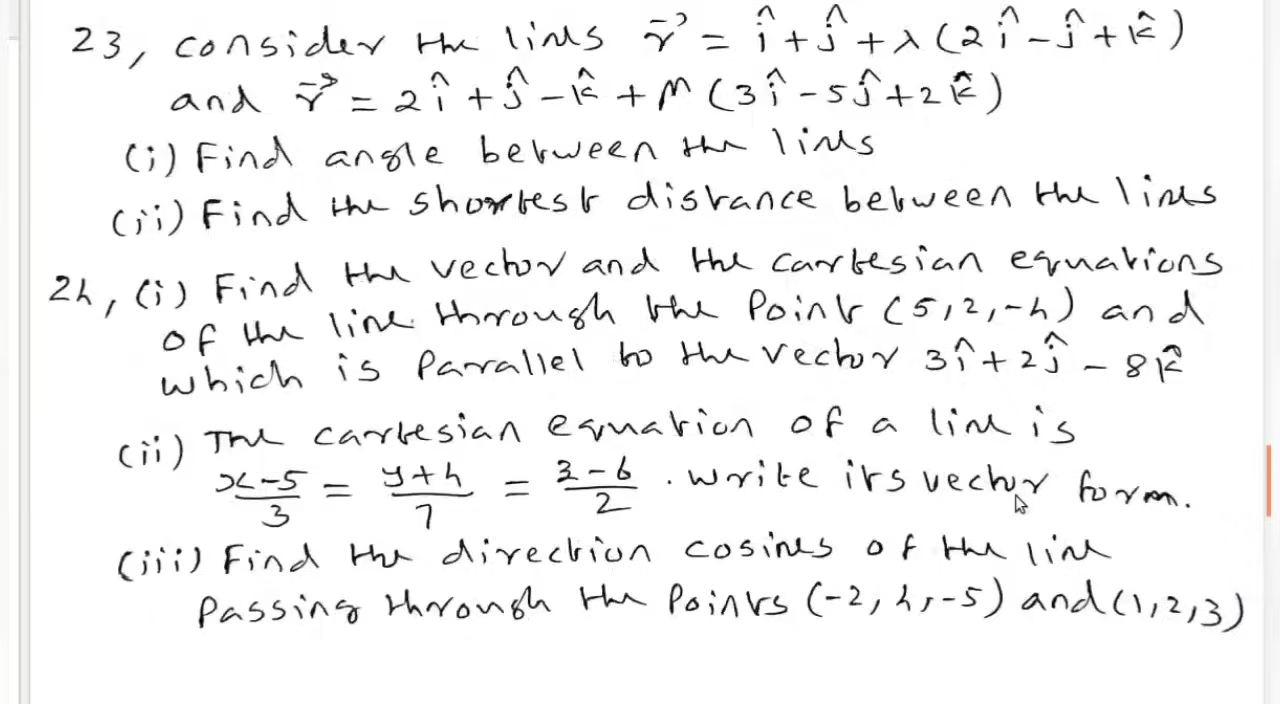 23, consider the lines r⃗ = î + ĵ + λ(2î - ĵ + k̂)
and r⃗ = 2î + ĵ - k̂ + μ(3î - 5ĵ + 2k̂)
(i) Find angle between the lines
(ii) Find the shortest distance between the lines
24, (i) Find the vector and the cartesian equations
of the line through the Point (5,2,-4) and
which is Parallel to the vector 3î + 2ĵ - 8k̂
(ii) The cartesian equation of a line is
(x-5)/3 = (y+4)/7 = (z-6)/2 . write its vector form.
(iii) Find the direction cosines of the line
Passing through the Points (-2, 4, -5) and (1,2,3)